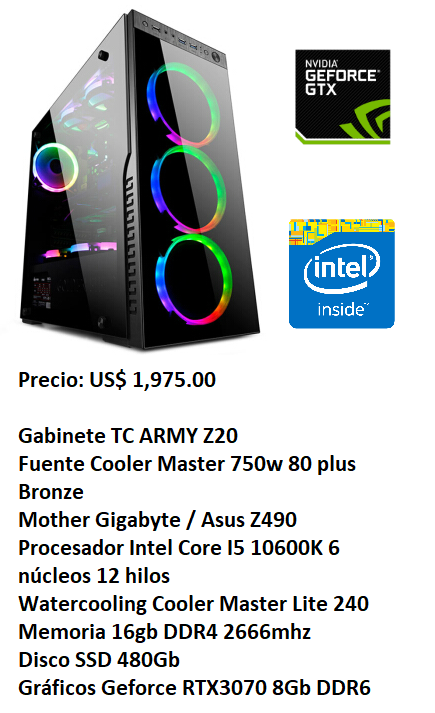 NVIDIA
GEFORCE
GTX
intel
inside
Precio: US$ 1,975.00
Gabinete TC ARMY Z20
Fuente Cooler Master 750w 80 plus
Bronze
Mother Gigabyte / Asus Z490
Procesador Intel Core I5 10600K 6
núcleos 12 hilos
Watercooling Cooler Master Lite 240
Memoria 16gb DDR4 2666mhz
Disco SSD 480Gb
Gráficos Geforce RTX3070 8Gb DDR6